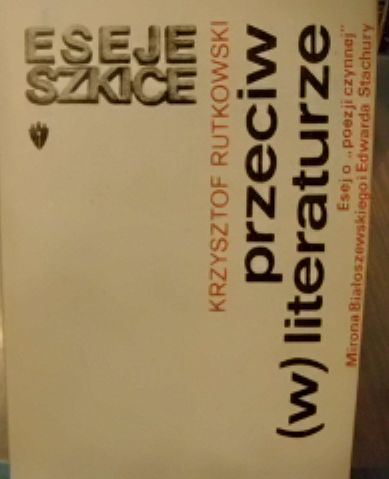 ESEJE
SZKICE
KRZYSZTOF RUTKOWSKI
przeciw
(w) literaturze
Esej o „poezji czynnej"
Mirona Białoszewskiego i Edwarda Stachury